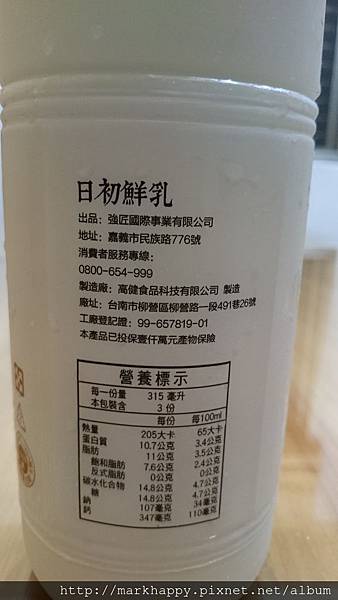 日初鮮乳
出品：強匠國際事業有限公司
地址：嘉義市民族路776號
消費者服務專線：
0800-654-999
製造廠：高健食品科技有限公司 製造
廠址：台南市柳營區柳營路一段491巷26號
工廠登記證：99-657819-01
本產品已投保壹仟萬元產物保險
營養標示
每一份量 315 毫升
本包裝含 3 份
每份 每100ml
熱量 205大卡 65大卡
蛋白質 10.7公克 3.4公克
脂肪 11公克 3.5公克
飽和脂肪 7.6公克 2.4公克
反式脂肪 0公克 0公克
碳水化合物 14.8公克 4.7公克
糖 14.8公克 4.7公克
鈉 107毫克 34毫克
鈣 347毫克 110毫克
http://markhappy.pixnet.net/album